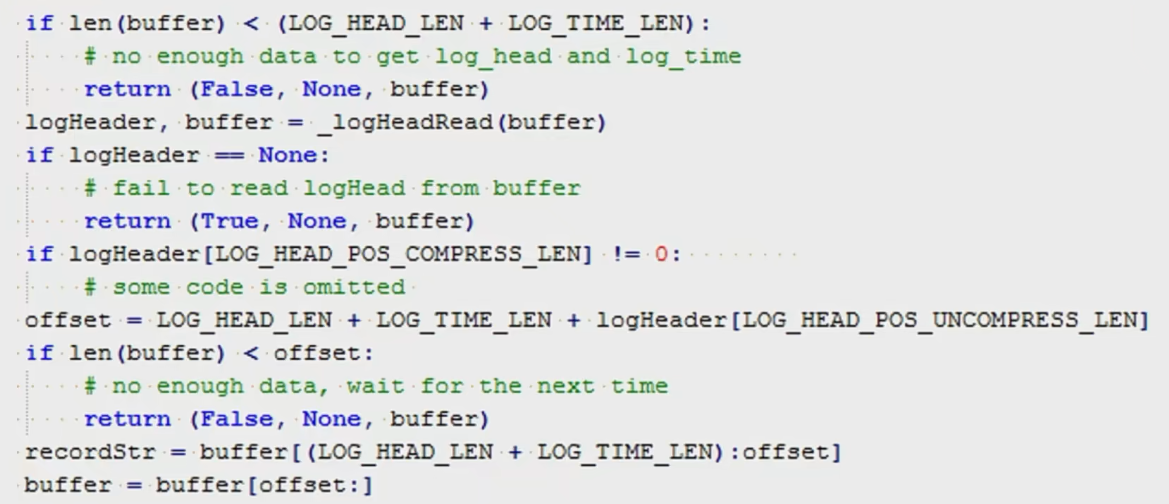 if len(buffer) < (LOG_HEAD_LEN + LOG_TIME_LEN):
    # no enough data to get log_head and log_time
    return (False, None, buffer)
logHeader, buffer = _logHeadRead(buffer)
if logHeader == None:
    # fail to read logHead from buffer
    return (True, None, buffer)
if logHeader[LOG_HEAD_POS_COMPRESS_LEN] != 0:
    # some code is omitted
offset = LOG_HEAD_LEN + LOG_TIME_LEN + logHeader[LOG_HEAD_POS_UNCOMPRESS_LEN]
if len(buffer) < offset:
    # no enough data, wait for the next time
    return (False, None, buffer)
recordStr = buffer[(LOG_HEAD_LEN + LOG_TIME_LEN):offset]
buffer = buffer[offset:]